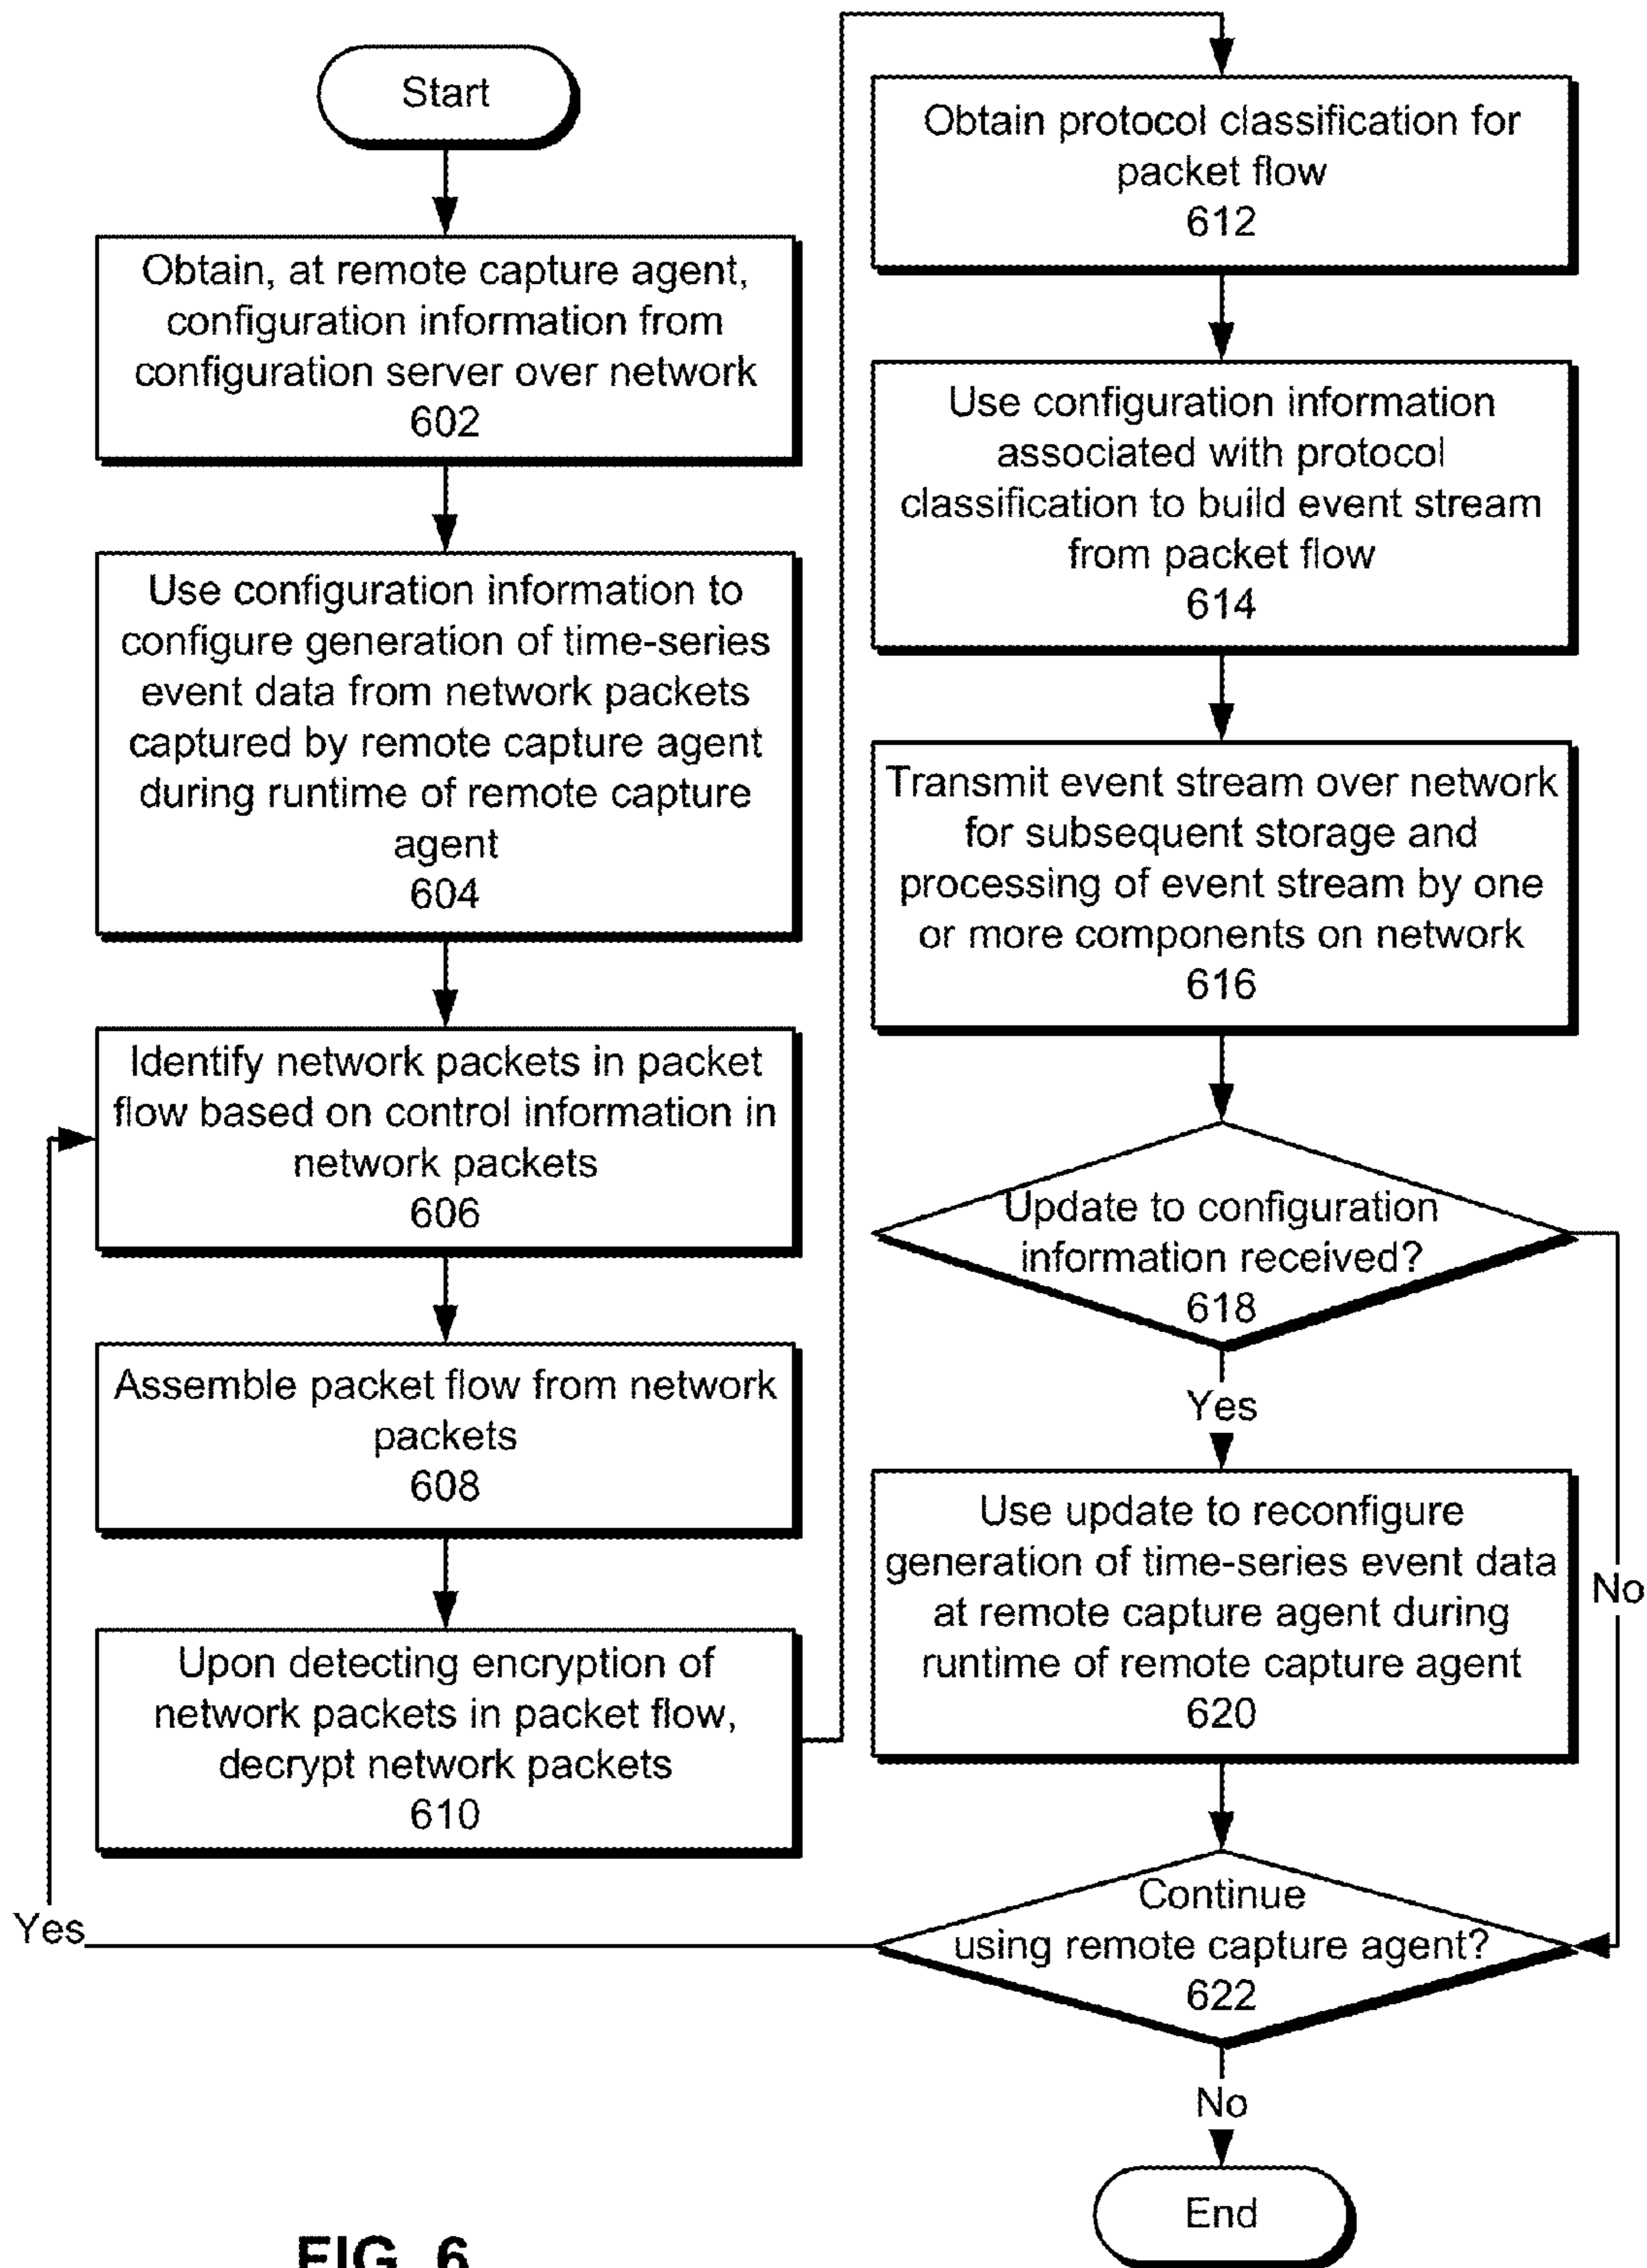 Start
Obtain, at remote capture agent,
configuration information from
configuration server over network
602
Use configuration information to
configure generation of time-series
event data from network packets
captured by remote capture agent
during runtime of remote capture
agent
604
Identify network packets in packet
flow based on control information in
network packets
606
Assemble packet flow from network
packets
608
Upon detecting encryption of
network packets in packet flow,
decrypt network packets
610
Obtain protocol classification for
packet flow
612
Use configuration information
associated with protocol
classification to build event stream
from packet flow
614
Transmit event stream over network
for subsequent storage and
processing of event stream by one
or more components on network
616
Update to configuration
information received?
618
Yes
No
Use update to reconfigure
generation of time-series event data
at remote capture agent during
runtime of remote capture agent
620
Continue
using remote capture agent?
622
Yes
No
End
FIG. 6